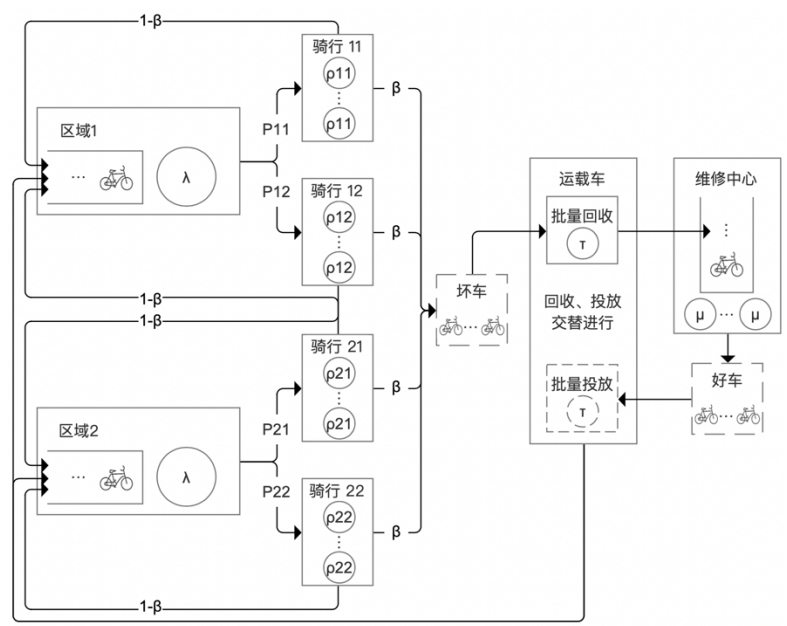 1-β
骑行 11
ρ11
ρ11
β
区域1
λ
P11
P12
骑行 12
ρ12
ρ12
β
1-β
1-β
骑行 21
ρ21
ρ21
β
区域2
λ
P21
P22
骑行 22
ρ22
ρ22
β
1-β
坏车
运载车
批量回收
τ
回收、投放
交替进行
批量投放
τ
维修中心
μ
μ
好车